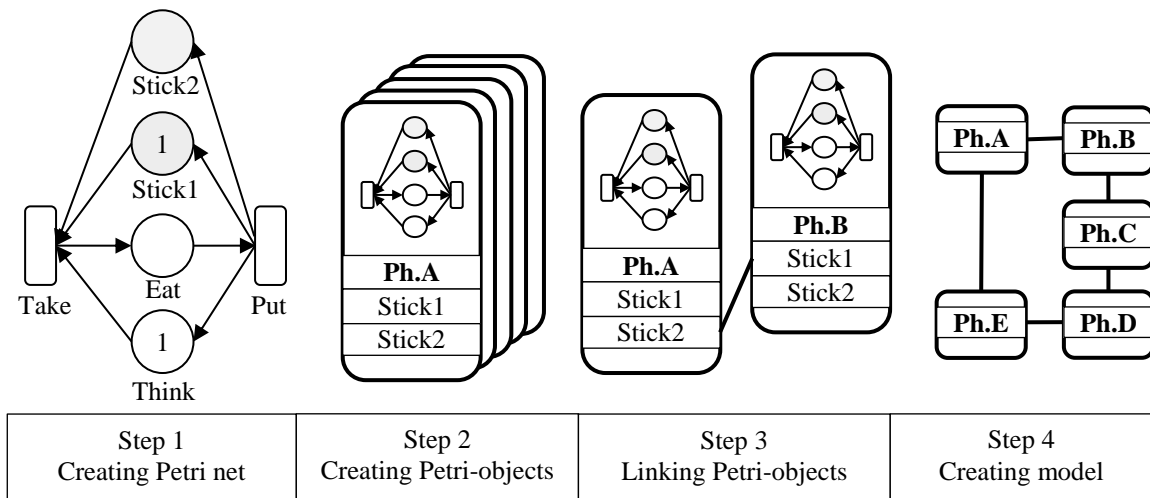 Stick2
1
Stick1
Eat
Take
Put
1
Think
Ph.A
Stick1
Stick2
Ph.A
Stick1
Stick2
Ph.B
Stick1
Stick2
Ph.A
Ph.B
Ph.C
Ph.E
Ph.D
Step 1
Creating Petri net
Step 2
Creating Petri-objects
Step 3
Linking Petri-objects
Step 4
Creating model